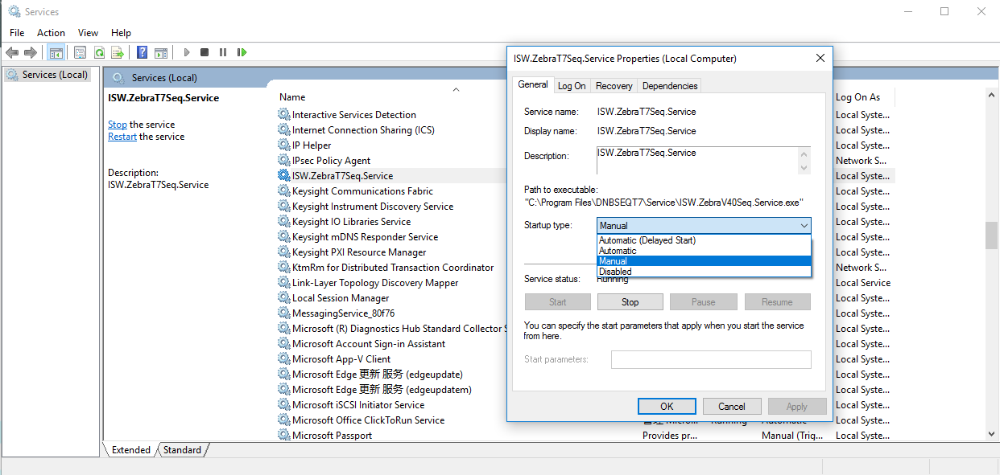 Services
File Action View Help
Services (Local)
Services (Local)
ISW.ZebraT7Seq.Service
Stop the service
Restart the service
Description:
ISW.ZebraT7Seq.Service
Name
Log On As
Interactive Services Detection
Local Syste...
Internet Connection Sharing (ICS)
Local Syste...
IP Helper
Local Syste...
IPsec Policy Agent
Network S...
ISW.ZebraT7Seq.Service
Local Syste...
Keysight Communications Fabric
Local Syste...
Keysight Instrument Discovery Service
Local Syste...
Keysight IO Libraries Service
Local Syste...
Keysight mDNS Responder Service
Local Syste...
Keysight PXI Resource Manager
Local Syste...
KtmRm for Distributed Transaction Coordinator
Network S...
Link-Layer Topology Discovery Mapper
Local Service
Local Session Manager
Local Syste...
MessagingService_80f76
Local Syste...
Microsoft (R) Diagnostics Hub Standard Collector S
Local Syste...
Microsoft Account Sign-in Assistant
Local Syste...
Microsoft App-V Client
Local Syste...
Microsoft Edge 更新服务 (edgeupdate)
Local Syste...
Microsoft Edge 更新服务 (edgeupdatem)
Local Syste...
Microsoft iSCSI Initiator Service
Local Syste...
Microsoft Office ClickToRun Service
管理 Micro... Running Automatic Local Syste...
Microsoft Passport
Provides pr... Manual (Trig... Local Syste...
Extended Standard
ISW.ZebraT7Seq.Service Properties (Local Computer)
General Log On Recovery Dependencies
Service name: ISW.ZebraT7Seq.Service
Display name: ISW.ZebraT7Seq.Service
Description: ISW.ZebraT7Seq.Service
Path to executable:
"C:\Program Files\DNBSEQT7\Service\ISW.ZebraV40Seq.Service.exe"
Startup type: Manual
Automatic (Delayed Start)
Automatic
Manual
Disabled
Service status: Running
Start Stop Pause Resume
You can specify the start parameters that apply when you start the service
from here.
Start parameters:
OK Cancel Apply